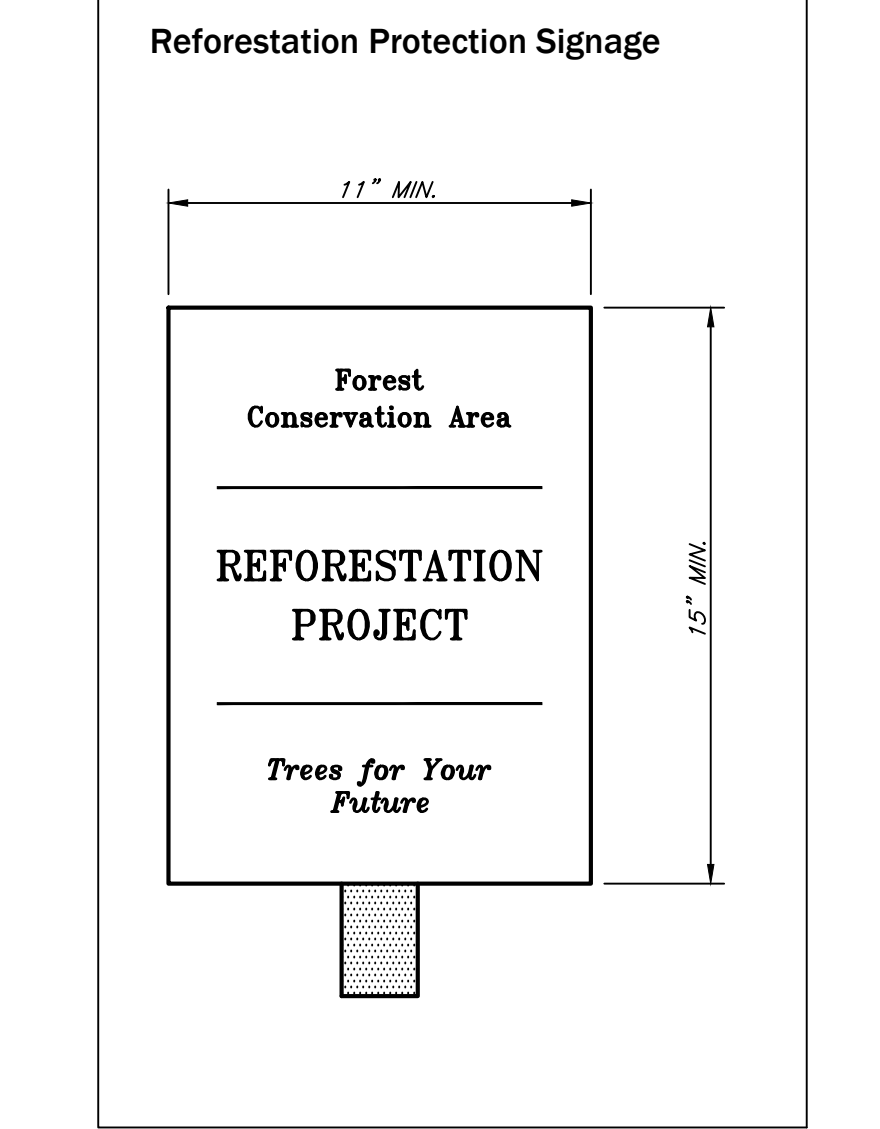 Reforestation Protection Signage
11" MIN.
Forest
Conservation Area
REFORESTATION
PROJECT
15" MIN.
Trees for Your
Future